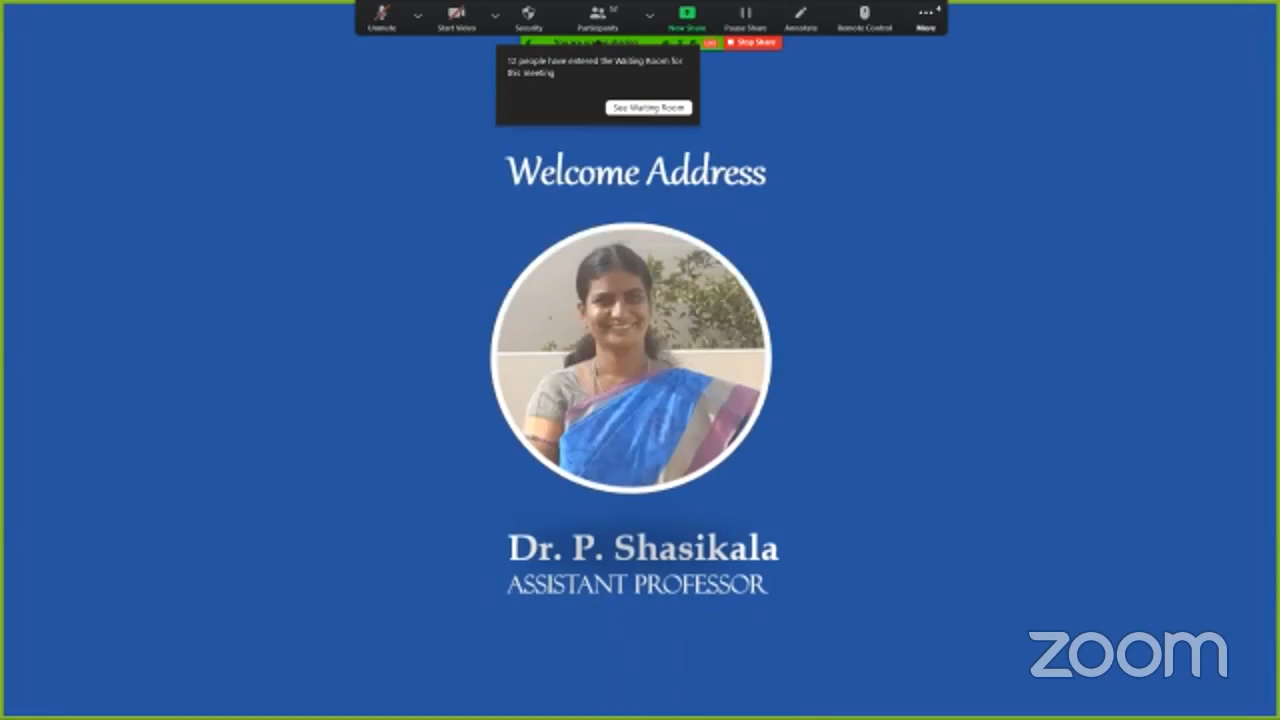 Unmute
Start Video
Security
Participants
New Share
Pause Share
Annotate
Remote Control
More
Stop Share
12 people have entered the Waiting Room for
this meeting
See Waiting Room
Welcome Address
Dr. P. Shasikala
ASSISTANT PROFESSOR
zoom